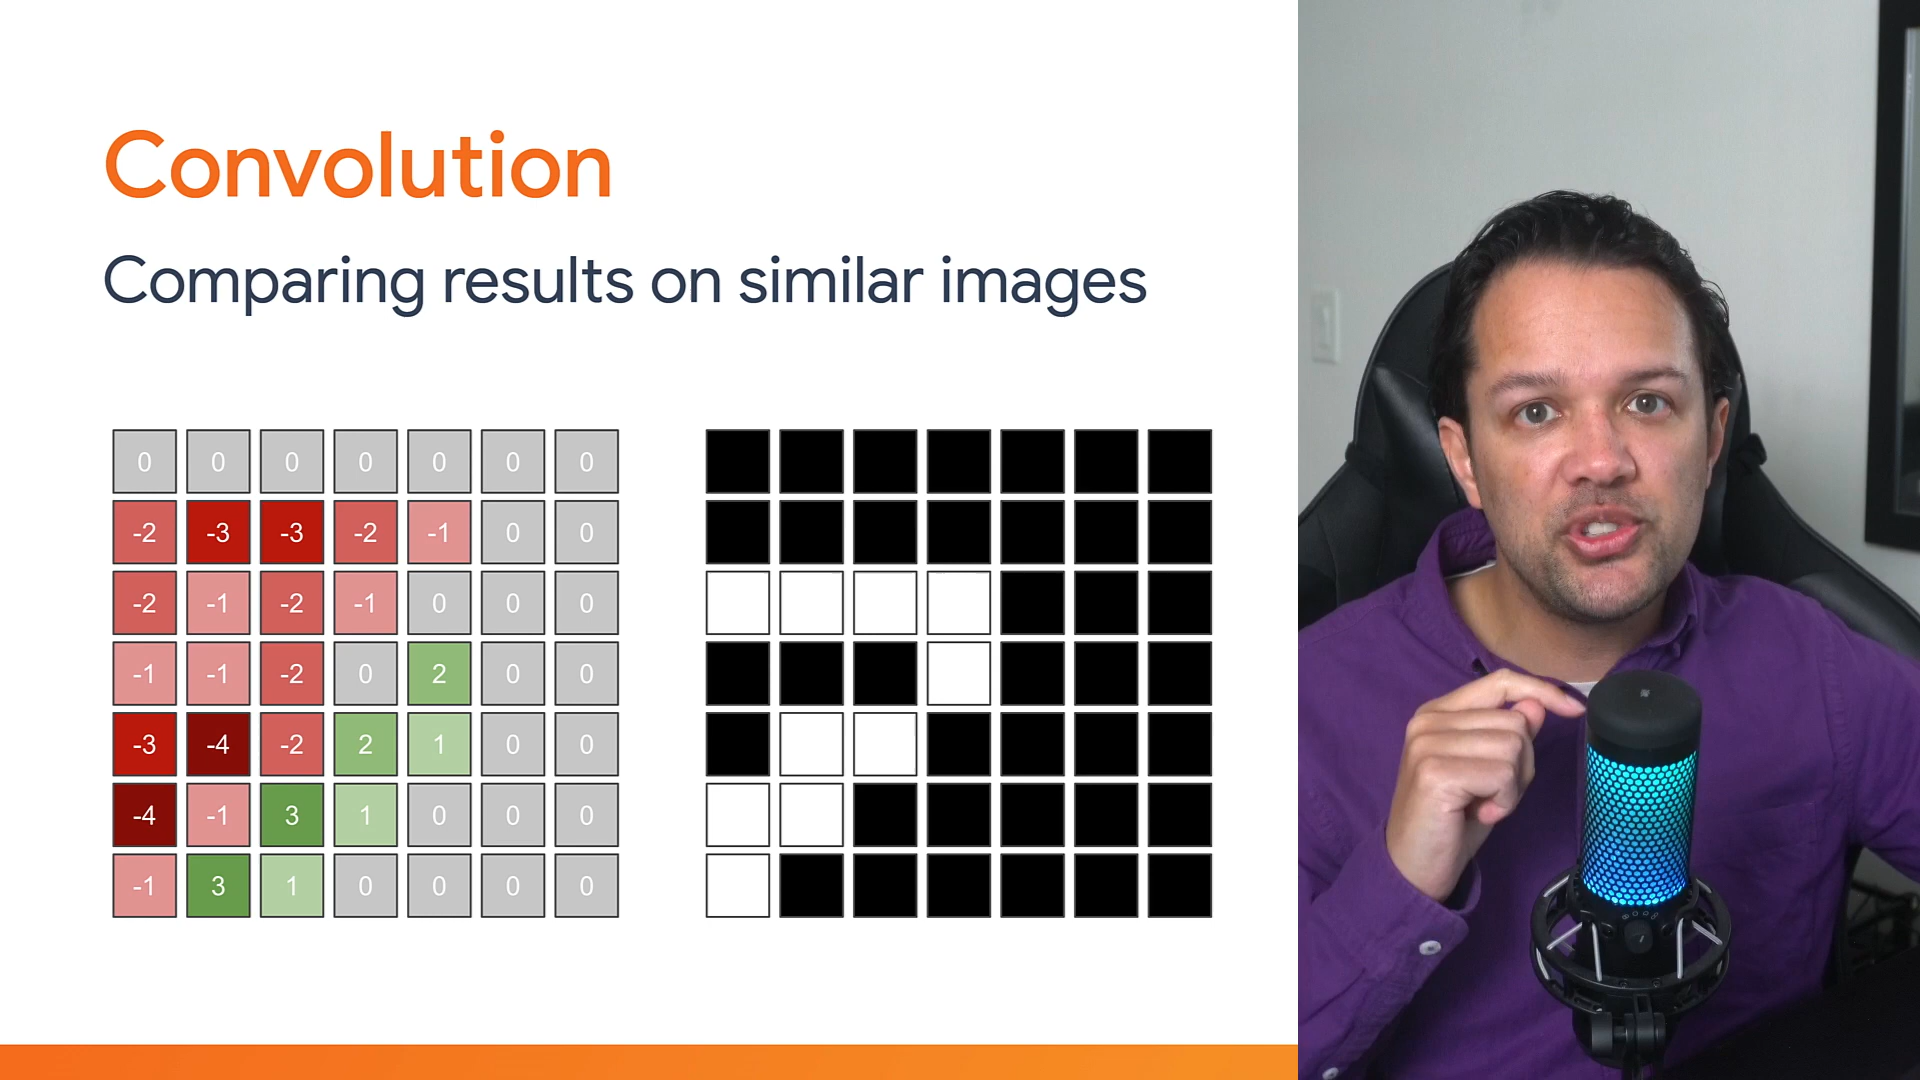 Convolution
Comparing results on similar images
0 0 0 0 0 0 0
-2 -3 -3 -2 -1 0 0
-2 -1 -2 -1 0 0 0
-1 -1 -2 0 2 0 0
-3 -4 -2 2 1 0 0
-4 -1 3 1 0 0 0
-1 3 1 0 0 0 0